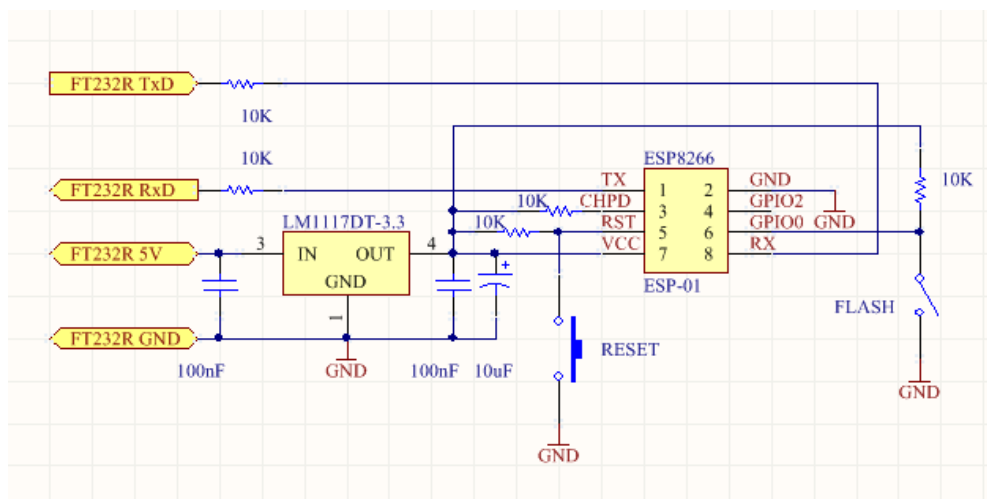 FT232R TxD
10K
10K
ESP8266
FT232R RxD
TX 1 2 GND
10K
CHPD 3 4 GPIO2
10K
RST 5 6 GPIO0 GND
LM1117DT-3.3
VCC 7 8 RX
FT232R 5V
3 IN OUT 4
GND
ESP-01
FLASH
1
FT232R GND
RESET
100nF
GND
100nF 10uF
GND
GND
10K